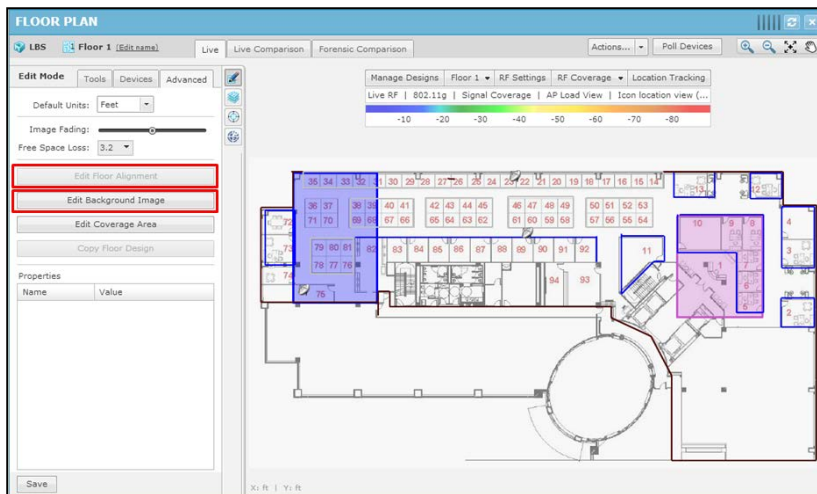 FLOOR PLAN
LBS Floor 1 (Edit name) Live Live Comparison Forensic Comparison Actions... Poll Devices
Edit Mode Tools Devices Advanced
Default Units: Feet
Image Fading:
Free Space Loss: 3.2
Edit Floor Alignment
Edit Background Image
Edit Coverage Area
Copy Floor Design
Properties
Name Value
Save
Manage Designs Floor 1 RF Settings RF Coverage Location Tracking
Live RF | 802.11g | Signal Coverage | AP Load View | Icon location view (...
-10 -20 -30 -40 -50 -60 -70 -80
35 34 33 32 31 30 29 28 27 26 25 24 23 22 21 20 19 18 17 16 15 14 13 12
36 37 38 39 40 41 42 43 44 45 46 47 48 49 50 51 52 53
71 70 69 68 67 66 65 64 63 62 61 60 59 58 57 56 55 54
72 10 9 8 4
73 79 80 81 82 83 84 85 86 87 88 89 90 91 92 11 3
74 78 77 76 7
75 94 93 1 6
5 2
X: ft | Y: ft